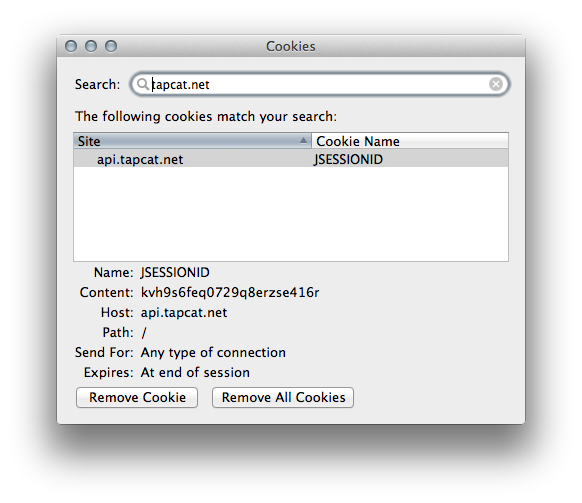 Cookies
Search: tapcat.net
The following cookies match your search:
Site Cookie Name
api.tapcat.net JSESSIONID
Name: JSESSIONID
Content: kvh9s6feq0729q8erzse416r
Host: api.tapcat.net
Path: /
Send For: Any type of connection
Expires: At end of session
Remove Cookie Remove All Cookies